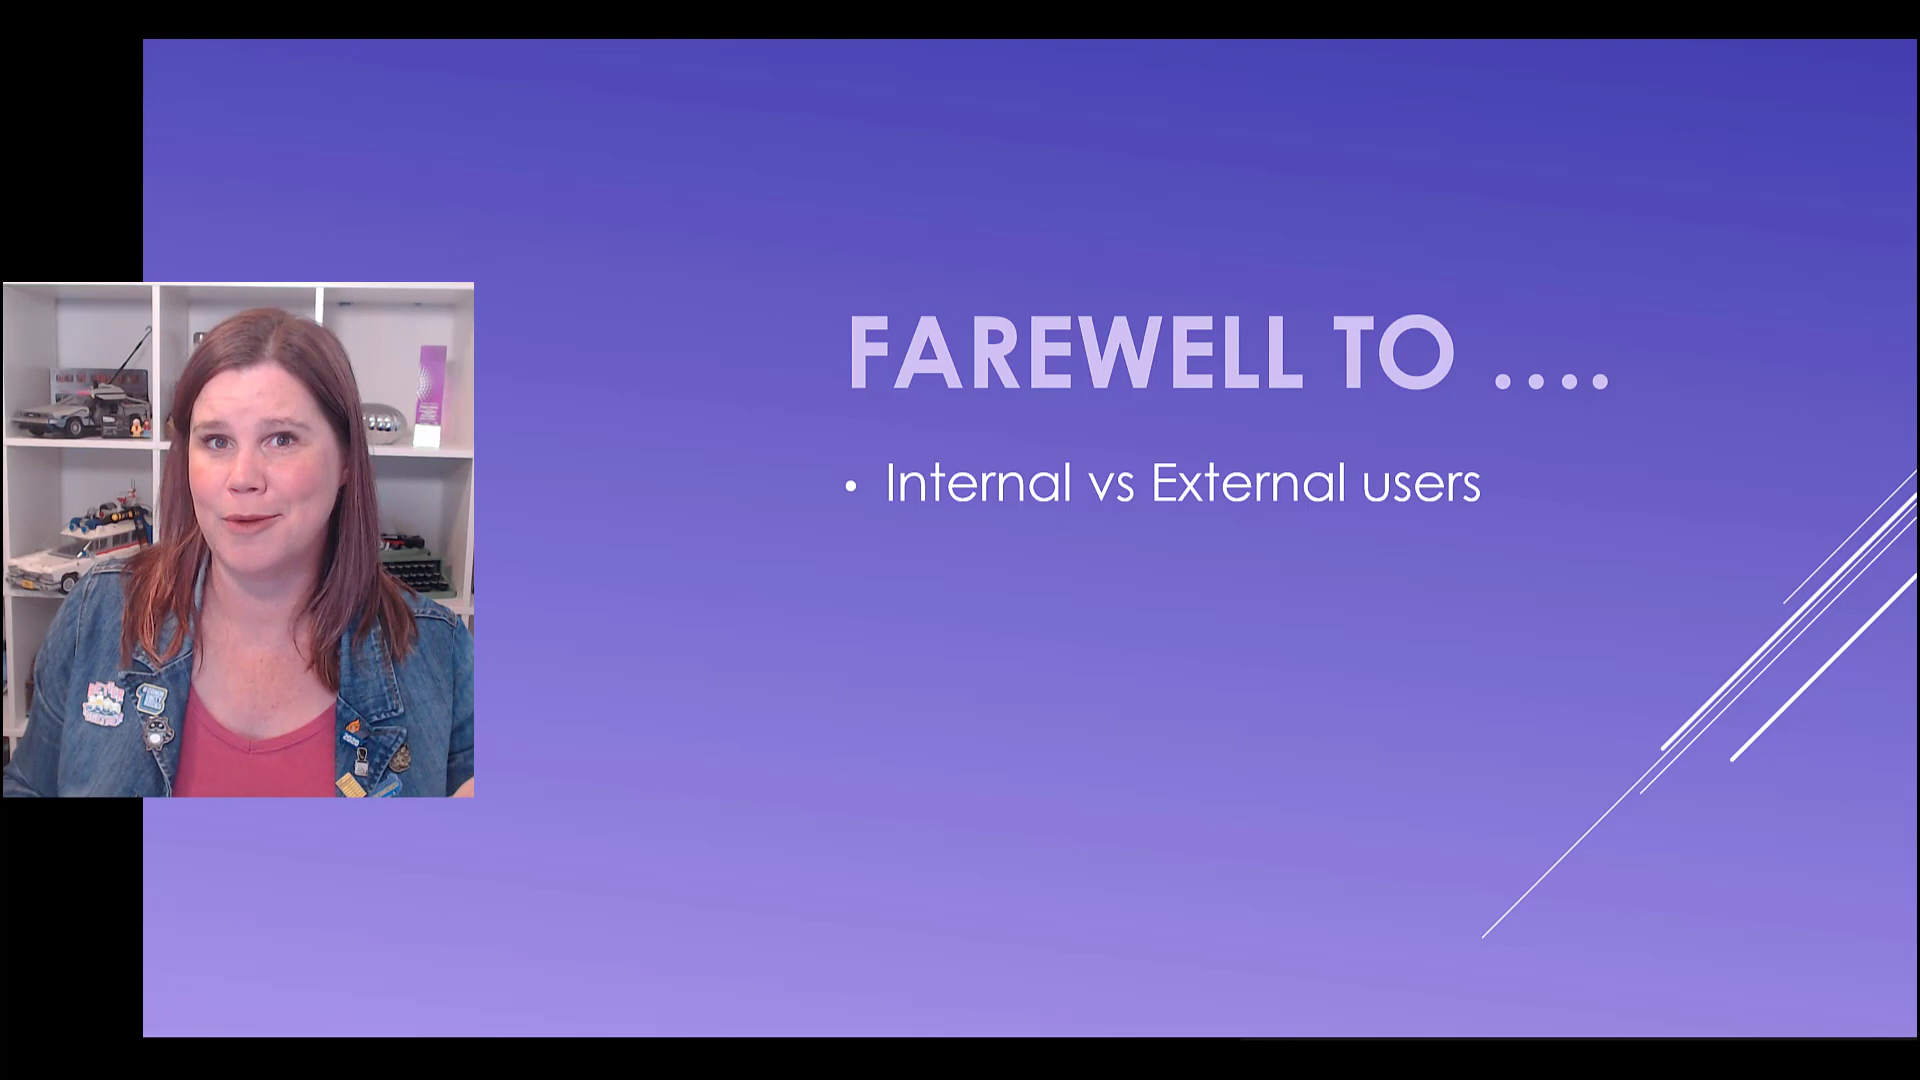 FAREWELL TO ....
• Internal vs External users